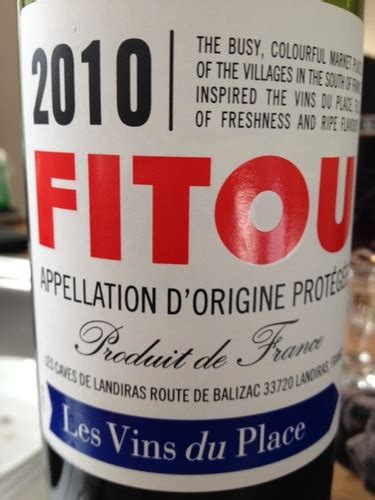 2010
THE BUSY, COLOURFUL MARKET
OF THE VILLAGES IN THE SOUTH OF
INSPIRED THE VINS DU PLACE,
OF FRESHNESS AND RIPE
FITOU
APPELLATION D'ORIGINE PROTÉGÉE
Produit de France
LES CAVES DE LANDIRAS ROUTE DE BALIZAC 33720 LANDIRAS,
Les Vins du Place